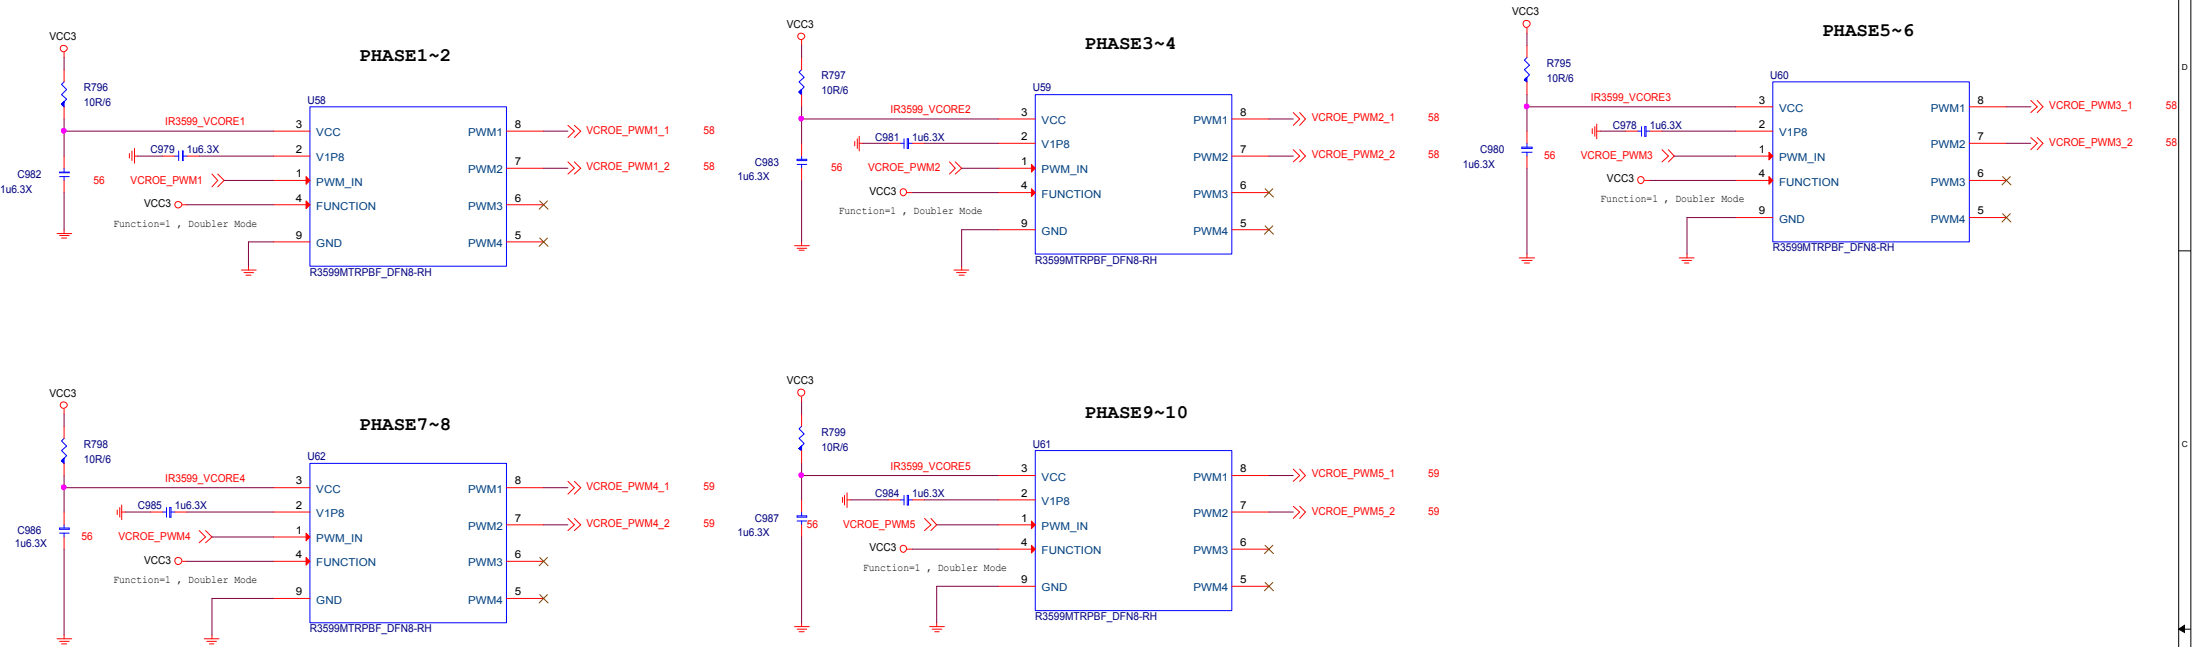 PHASE1~2
VCC3
R796
10R/6
U58
IR3599_VCORE1
3 VCC
PWM1 8
VCROE_PWM1_1 58
C979 1u6.3X
2 V1P8
PWM2 7
VCROE_PWM1_2 58
C982
1u6.3X
56 VCROE_PWM1
1 PWM_IN
VCC3
4 FUNCTION
PWM3 6
Function=1 , Doubler Mode
9 GND
PWM4 5
R3599MTRPBF_DFN8-RH
PHASE3~4
VCC3
R797
10R/6
U59
IR3599_VCORE2
3 VCC
PWM1 8
VCROE_PWM2_1 58
C981 1u6.3X
2 V1P8
PWM2 7
VCROE_PWM2_2 58
C983
1u6.3X
56 VCROE_PWM2
1 PWM_IN
VCC3
4 FUNCTION
PWM3 6
Function=1 , Doubler Mode
9 GND
PWM4 5
R3599MTRPBF_DFN8-RH
PHASE5~6
VCC3
R795
10R/6
U60
IR3599_VCORE3
3 VCC
PWM1 8
VCROE_PWM3_1 58
C978 1u6.3X
2 V1P8
PWM2 7
VCROE_PWM3_2 58
C980
1u6.3X
56 VCROE_PWM3
1 PWM_IN
VCC3
4 FUNCTION
PWM3 6
Function=1 , Doubler Mode
9 GND
PWM4 5
R3599MTRPBF_DFN8-RH
D
PHASE7~8
VCC3
R798
10R/6
U62
IR3599_VCORE4
3 VCC
PWM1 8
VCROE_PWM4_1 59
C985 1u6.3X
2 V1P8
PWM2 7
VCROE_PWM4_2 59
C986
1u6.3X
56 VCROE_PWM4
1 PWM_IN
VCC3
4 FUNCTION
PWM3 6
Function=1 , Doubler Mode
9 GND
PWM4 5
R3599MTRPBF_DFN8-RH
PHASE9~10
VCC3
R799
10R/6
U61
IR3599_VCORE5
3 VCC
PWM1 8
VCROE_PWM5_1 59
C984 1u6.3X
2 V1P8
PWM2 7
VCROE_PWM5_2 59
C987
1u6.3X
56 VCROE_PWM5
1 PWM_IN
VCC3
4 FUNCTION
PWM3 6
Function=1 , Doubler Mode
9 GND
PWM4 5
R3599MTRPBF_DFN8-RH
C